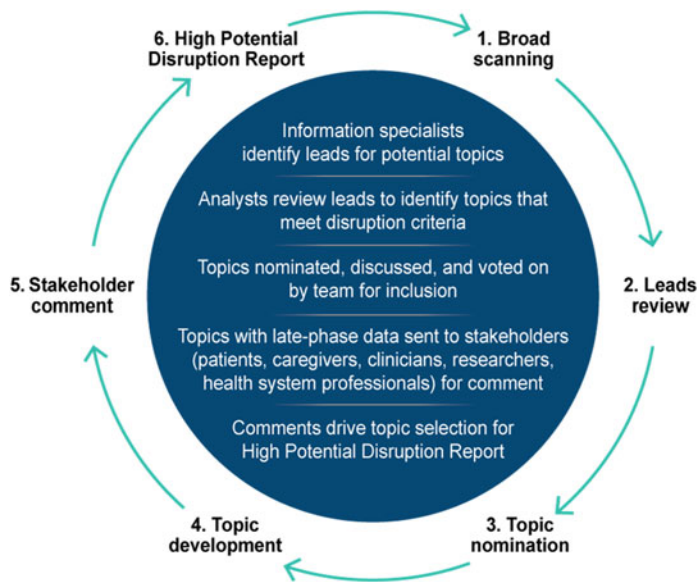 6. High Potential
Disruption Report
1. Broad
scanning
Information specialists
identify leads for potential topics
Analysts review leads to identify topics that
meet disruption criteria
Topics nominated, discussed, and voted on
by team for inclusion
Topics with late-phase data sent to stakeholders
(patients, caregivers, clinicians, researchers,
health system professionals) for comment
Comments drive topic selection for
High Potential Disruption Report
5. Stakeholder
comment
2. Leads
review
4. Topic
development
3. Topic
nomination